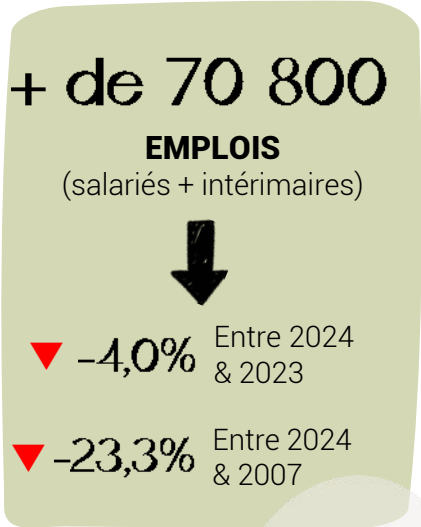 + de 70 800
EMPLOIS
(salariés + intérimaires)
-4,0% Entre 2024
& 2023
-23,3% Entre 2024
& 2007